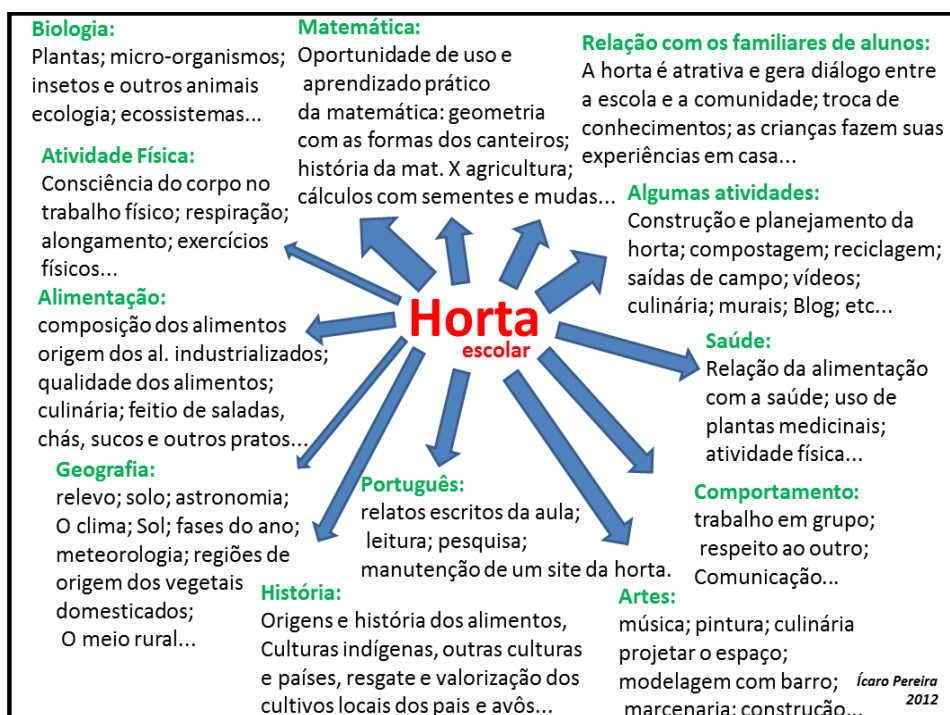 Biologia:
Plantas; micro-organismos;
insetos e outros animais
ecologia; ecossistemas...
Matemática:
Oportunidade de uso e
aprendizado prático
da matemática: geometria
com as formas dos canteiros;
história da mat. X agricultura;
cálculos com sementes e mudas...
Relação com os familiares de alunos:
A horta é atrativa e gera diálogo entre
a escola e a comunidade; troca de
conhecimentos; as crianças fazem suas
experiências em casa...
Atividade Física:
Consciência do corpo no
trabalho físico; respiração;
alongamento; exercícios
físicos...
Algumas atividades:
Construção e planejamento da
horta; compostagem; reciclagem;
saídas de campo; vídeos;
culinária; murais; Blog; etc...
Alimentação:
composição dos alimentos
origem dos al. industrializados;
qualidade dos alimentos;
culinária; feitio de saladas,
chás, sucos e outros pratos...
Horta
escolar
Saúde:
Relação da alimentação
com a saúde; uso de
plantas medicinais;
atividade física...
Geografia:
relevo; solo; astronomia;
O clima; Sol; fases do ano;
meteorologia; regiões de
origem dos vegetais
domesticados;
O meio rural...
Português:
relatos escritos da aula;
leitura; pesquisa;
manutenção de um site da horta.
Comportamento:
trabalho em grupo;
respeito ao outro;
Comunicação...
História:
Origens e história dos alimentos,
Culturas indígenas, outras culturas
e países, resgate e valorização dos
cultivos locais dos pais e avôs...
Artes:
música; pintura; culinária
projetar o espaço;
modelagem com barro;
marcenaria; construção...
Ícaro Pereira
2012